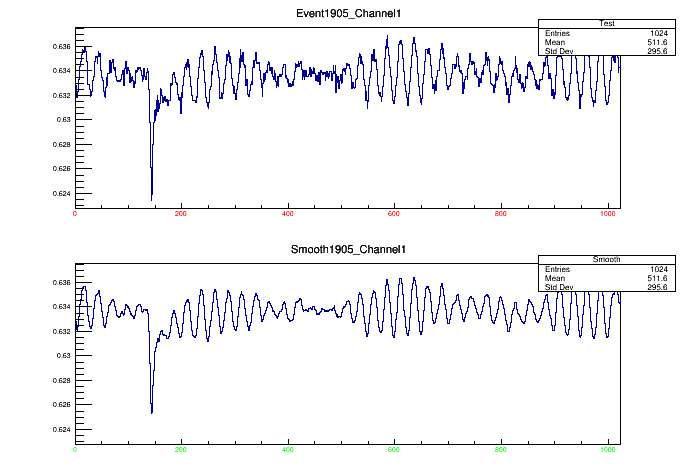 Event1905_Channel1
Test
Entries 1024
Mean 511.6
Std Dev 295.6
0.636
0.634
0.632
0.63
0.628
0.626
0.624
0 200 400 600 800 1000
Smooth1905_Channel1
Smooth
Entries 1024
Mean 511.6
Std Dev 295.6
0.636
0.634
0.632
0.63
0.628
0.626
0.624
0 200 400 600 800 1000